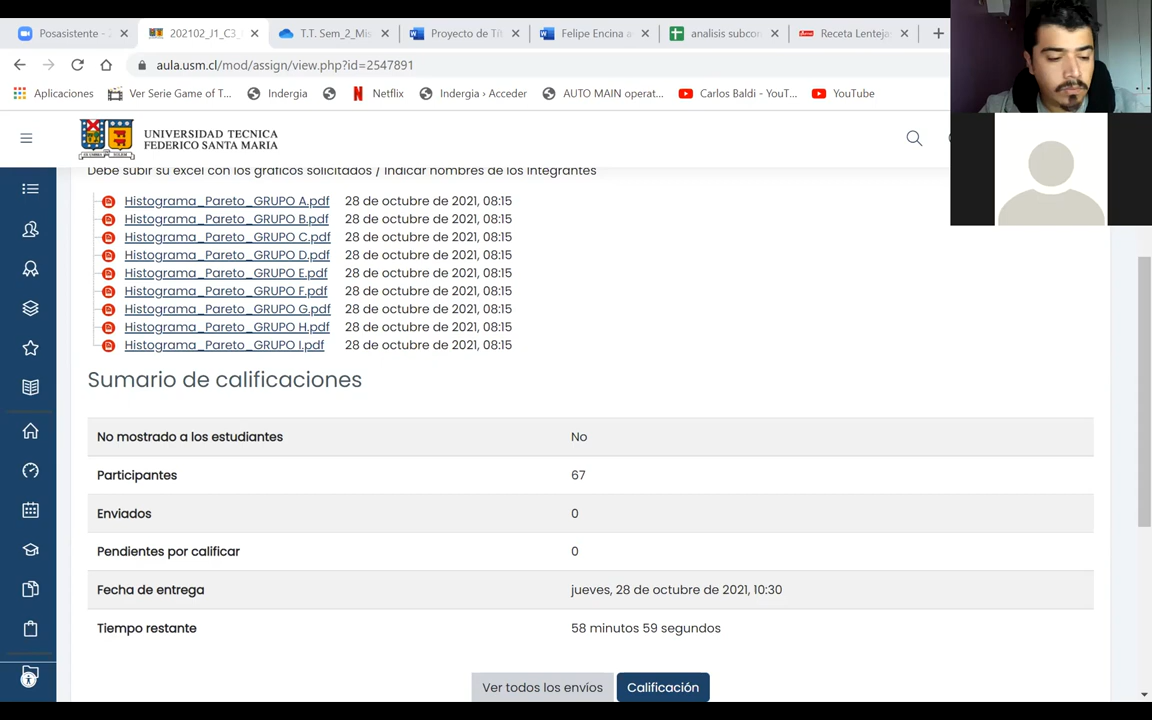 Posasistente -
202102_J1_C3_
T.T. Sem_2_Mis
Proyecto de Tít
Felipe Encina a
analisis subcon
Receta Lenteja
aula.usm.cl/mod/assign/view.php?id=2547891
Aplicaciones
Ver Serie Game of T...
Indergia
Netflix
Indergia › Acceder
AUTO MAIN operat...
Carlos Baldi - YouT...
YouTube
UNIVERSIDAD TECNICA
FEDERICO SANTA MARIA
Debe subir su excel con los gráficos solicitados / Indicar nombres de los integrantes
Histograma_Pareto_GRUPO A.pdf 28 de octubre de 2021, 08:15
Histograma_Pareto_GRUPO B.pdf 28 de octubre de 2021, 08:15
Histograma_Pareto_GRUPO C.pdf 28 de octubre de 2021, 08:15
Histograma_Pareto_GRUPO D.pdf 28 de octubre de 2021, 08:15
Histograma_Pareto_GRUPO E.pdf 28 de octubre de 2021, 08:15
Histograma_Pareto_GRUPO F.pdf 28 de octubre de 2021, 08:15
Histograma_Pareto_GRUPO G.pdf 28 de octubre de 2021, 08:15
Histograma_Pareto_GRUPO H.pdf 28 de octubre de 2021, 08:15
Histograma_Pareto_GRUPO I.pdf 28 de octubre de 2021, 08:15
Sumario de calificaciones
No mostrado a los estudiantes No
Participantes 67
Enviados 0
Pendientes por calificar 0
Fecha de entrega jueves, 28 de octubre de 2021, 10:30
Tiempo restante 58 minutos 59 segundos
Ver todos los envíos Calificación